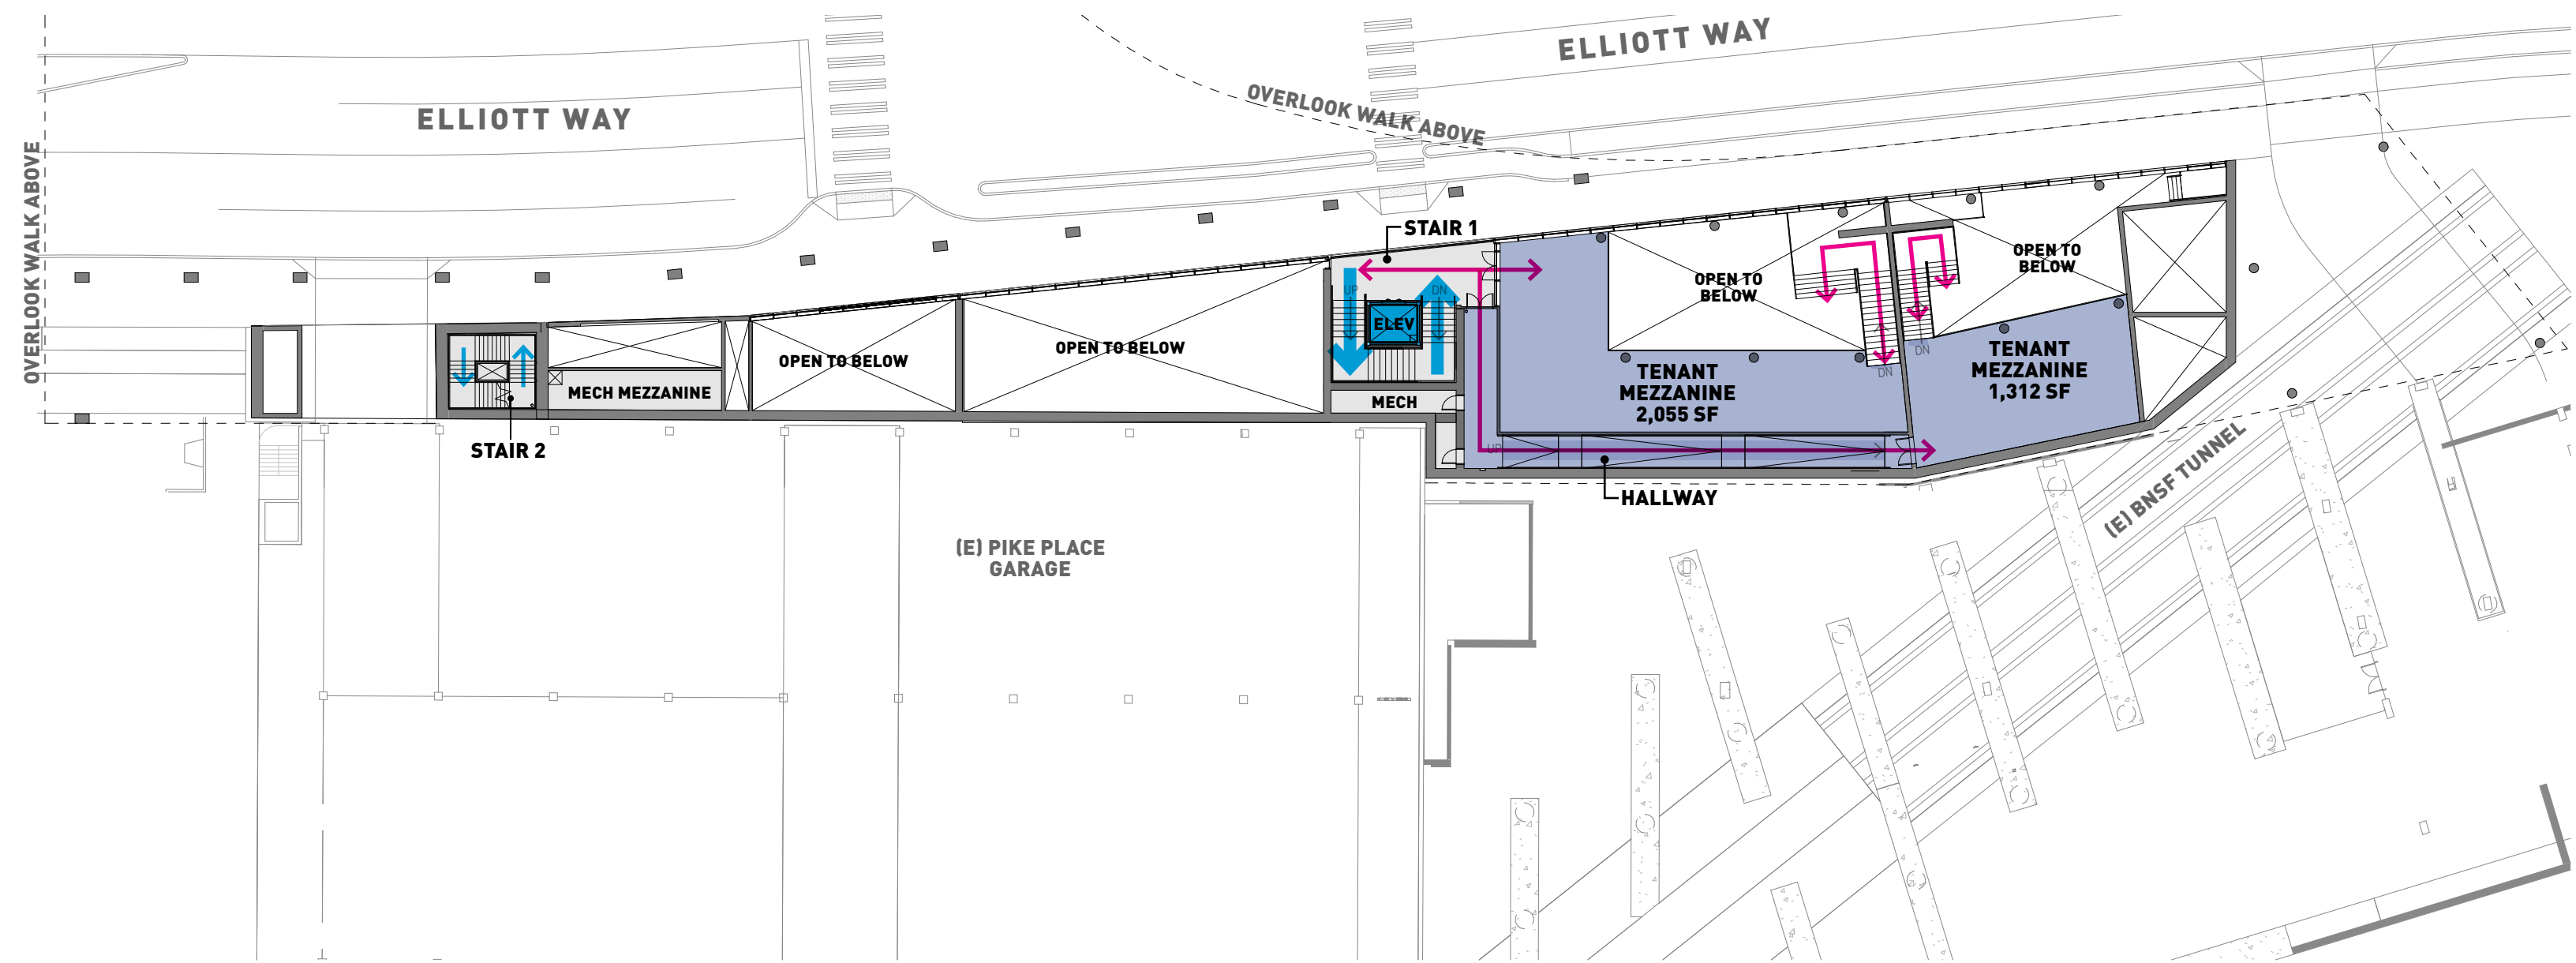 ELLIOTT WAY
ELLIOTT WAY
OVERLOOK WALK ABOVE
OVERLOOK WALK ABOVE
STAIR 1
UP
DN
ELEV
OPEN TO BELOW
OPEN TO BELOW
MECH MEZZANINE
MECH
STAIR 2
OPEN TO
BELOW
OPEN TO
BELOW
TENANT
MEZZANINE
2,055 SF
DN
DN
TENANT
MEZZANINE
1,312 SF
UP
HALLWAY
(E) BNSF TUNNEL
(E) PIKE PLACE
GARAGE